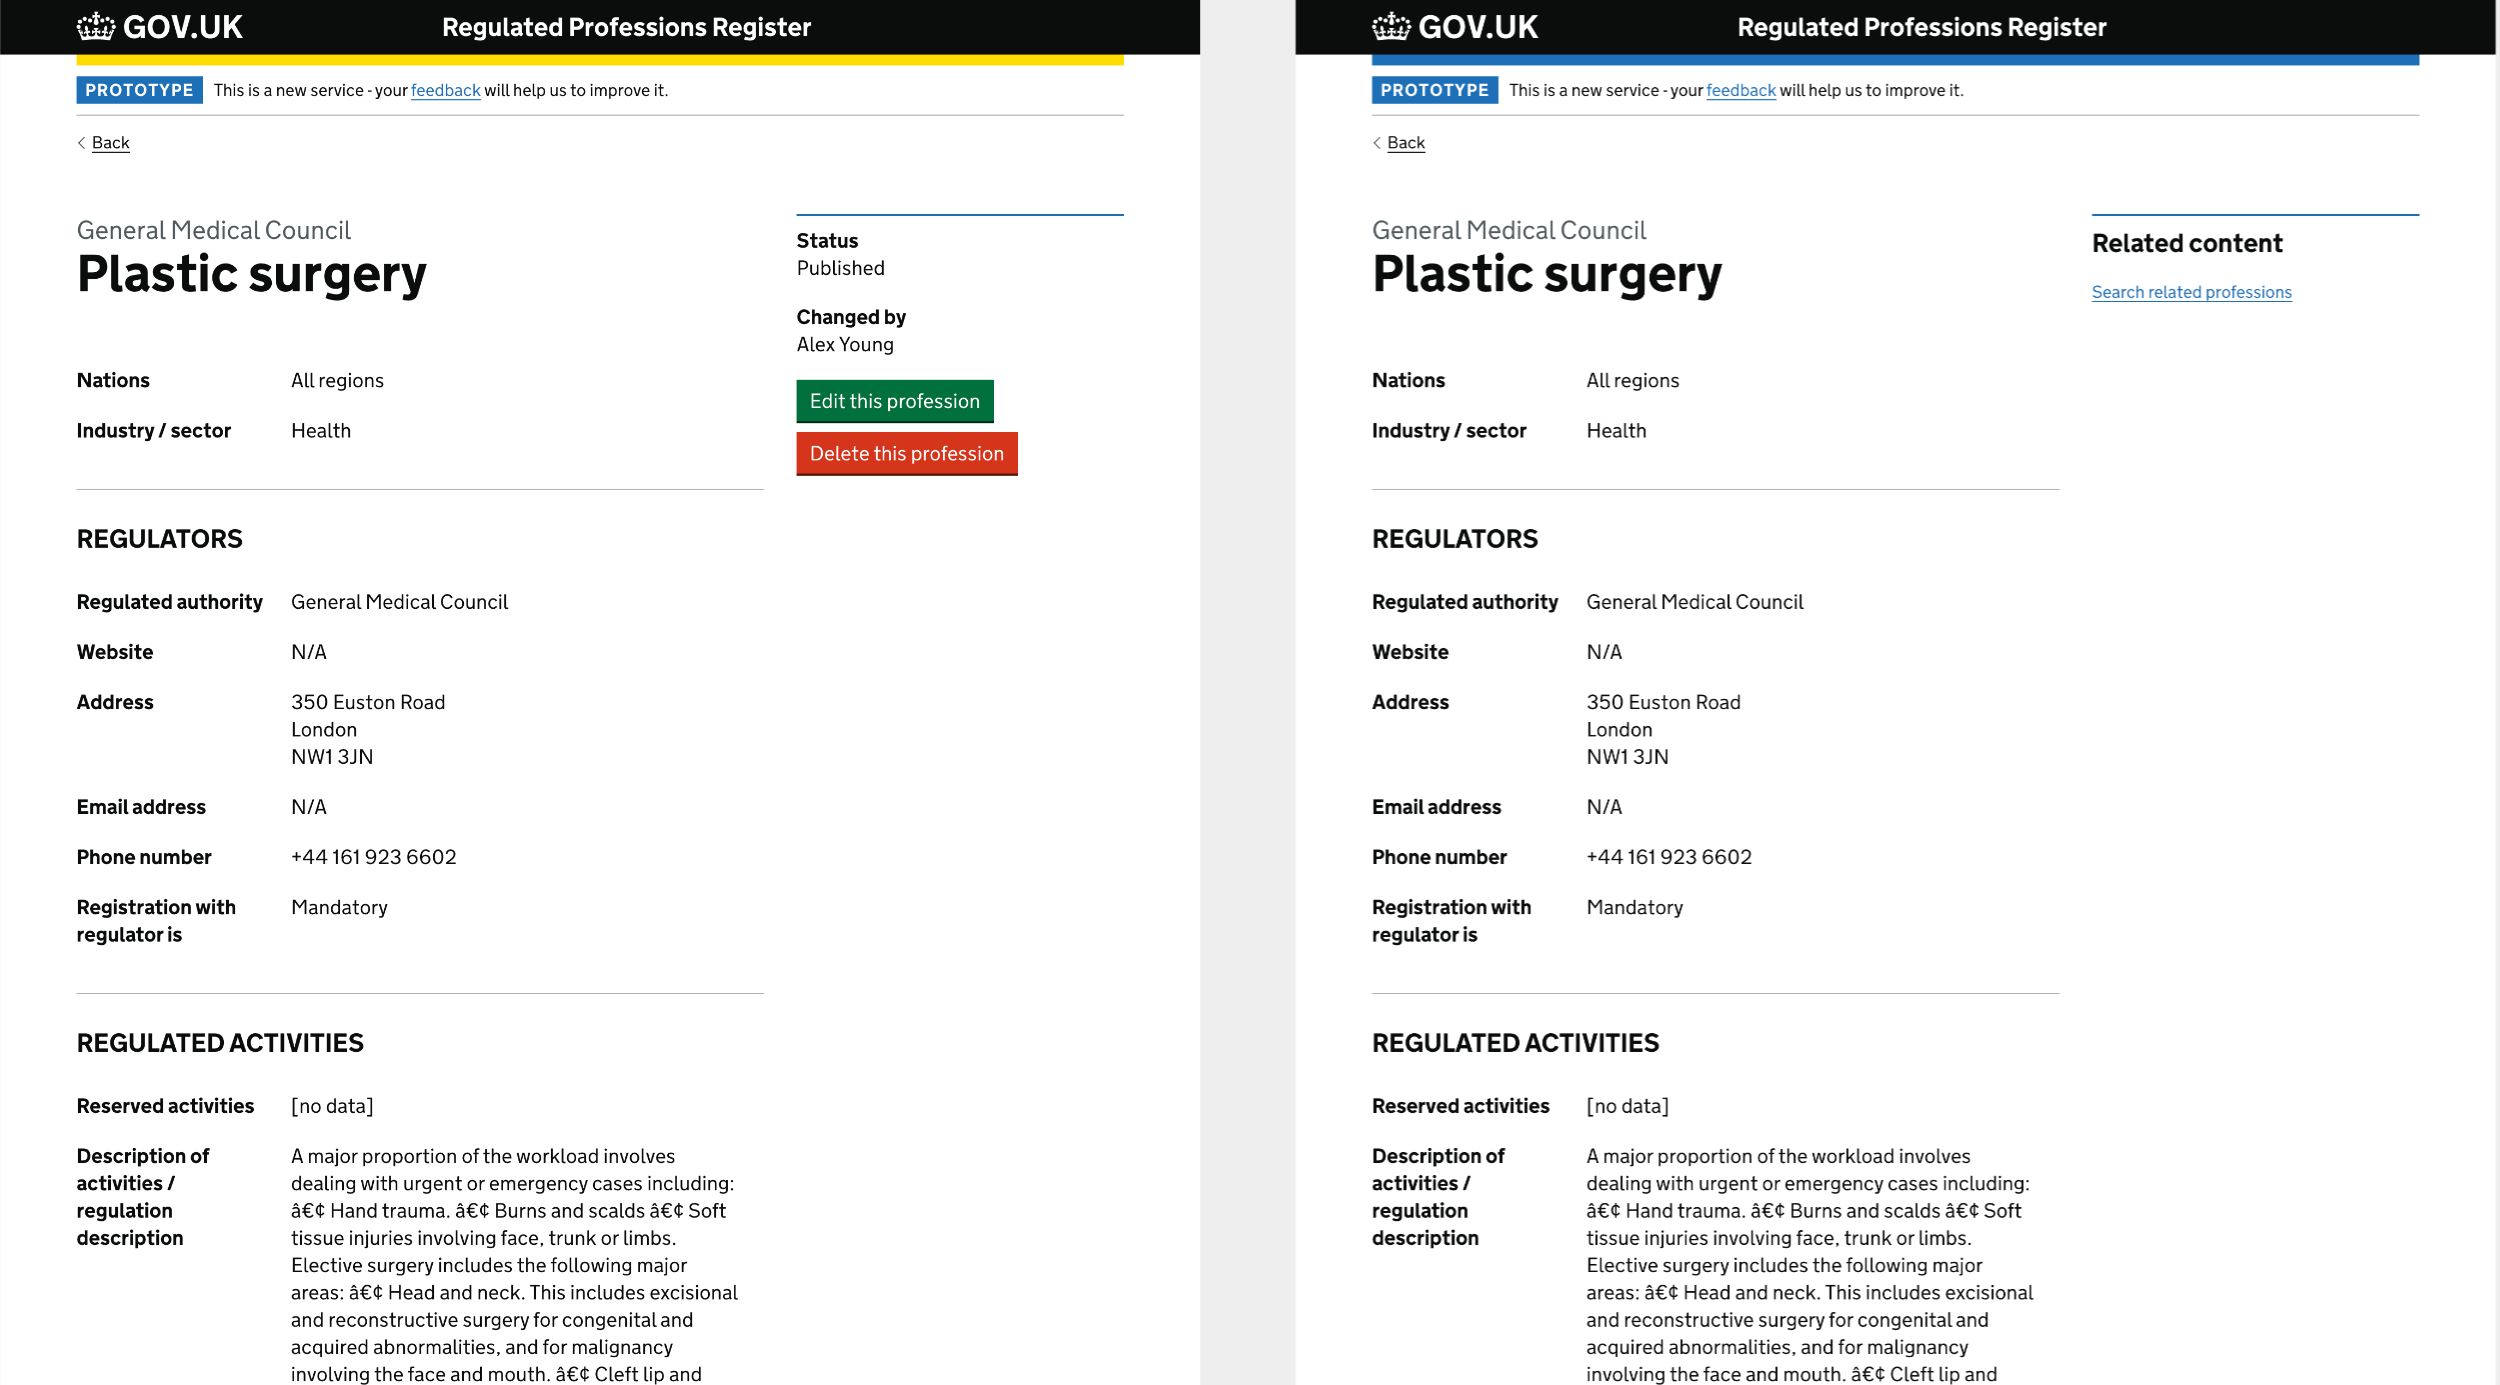 GOV.UK
Regulated Professions Register
PROTOTYPE This is a new service - your feedback will help us to improve it.
Back
General Medical Council
Plastic surgery
Status
Published
Changed by
Alex Young
Edit this profession
Delete this profession
Nations All regions
Industry / sector Health
REGULATORS
Regulated authority General Medical Council
Website N/A
Address 350 Euston Road
London
NW1 3JN
Email address N/A
Phone number +44 161 923 6602
Registration with Mandatory
regulator is
REGULATED ACTIVITIES
Reserved activities [no data]
Description of A major proportion of the workload involves
activities / dealing with urgent or emergency cases including:
regulation • Hand trauma. • Burns and scalds • Soft
description tissue injuries involving face, trunk or limbs.
Elective surgery includes the following major
areas: • Head and neck. This includes excisional
and reconstructive surgery for congenital and
acquired abnormalities, and for malignancy
involving the face and mouth. • Cleft lip and
GOV.UK
Regulated Professions Register
PROTOTYPE This is a new service - your feedback will help us to improve it.
Back
General Medical Council
Plastic surgery
Related content
Search related professions
Nations All regions
Industry / sector Health
REGULATORS
Regulated authority General Medical Council
Website N/A
Address 350 Euston Road
London
NW1 3JN
Email address N/A
Phone number +44 161 923 6602
Registration with Mandatory
regulator is
REGULATED ACTIVITIES
Reserved activities [no data]
Description of A major proportion of the workload involves
activities / dealing with urgent or emergency cases including:
regulation • Hand trauma. • Burns and scalds • Soft
description tissue injuries involving face, trunk or limbs.
Elective surgery includes the following major
areas: • Head and neck. This includes excisional
and reconstructive surgery for congenital and
acquired abnormalities, and for malignancy
involving the face and mouth. • Cleft lip and